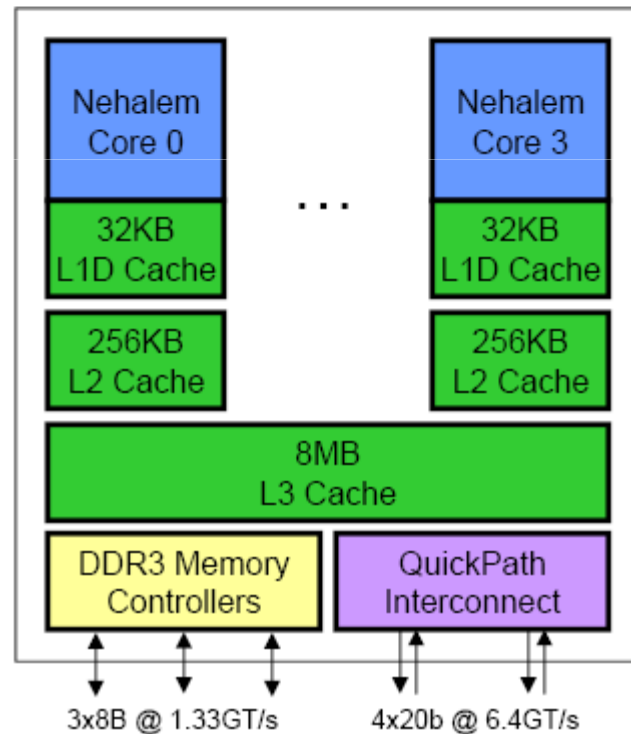 Nehalem
Core 0
Nehalem
Core 3
...
32KB
L1D Cache
32KB
L1D Cache
256KB
L2 Cache
256KB
L2 Cache
8MB
L3 Cache
DDR3 Memory
Controllers
QuickPath
Interconnect
3x8B @ 1.33GT/s
4x20b @ 6.4GT/s